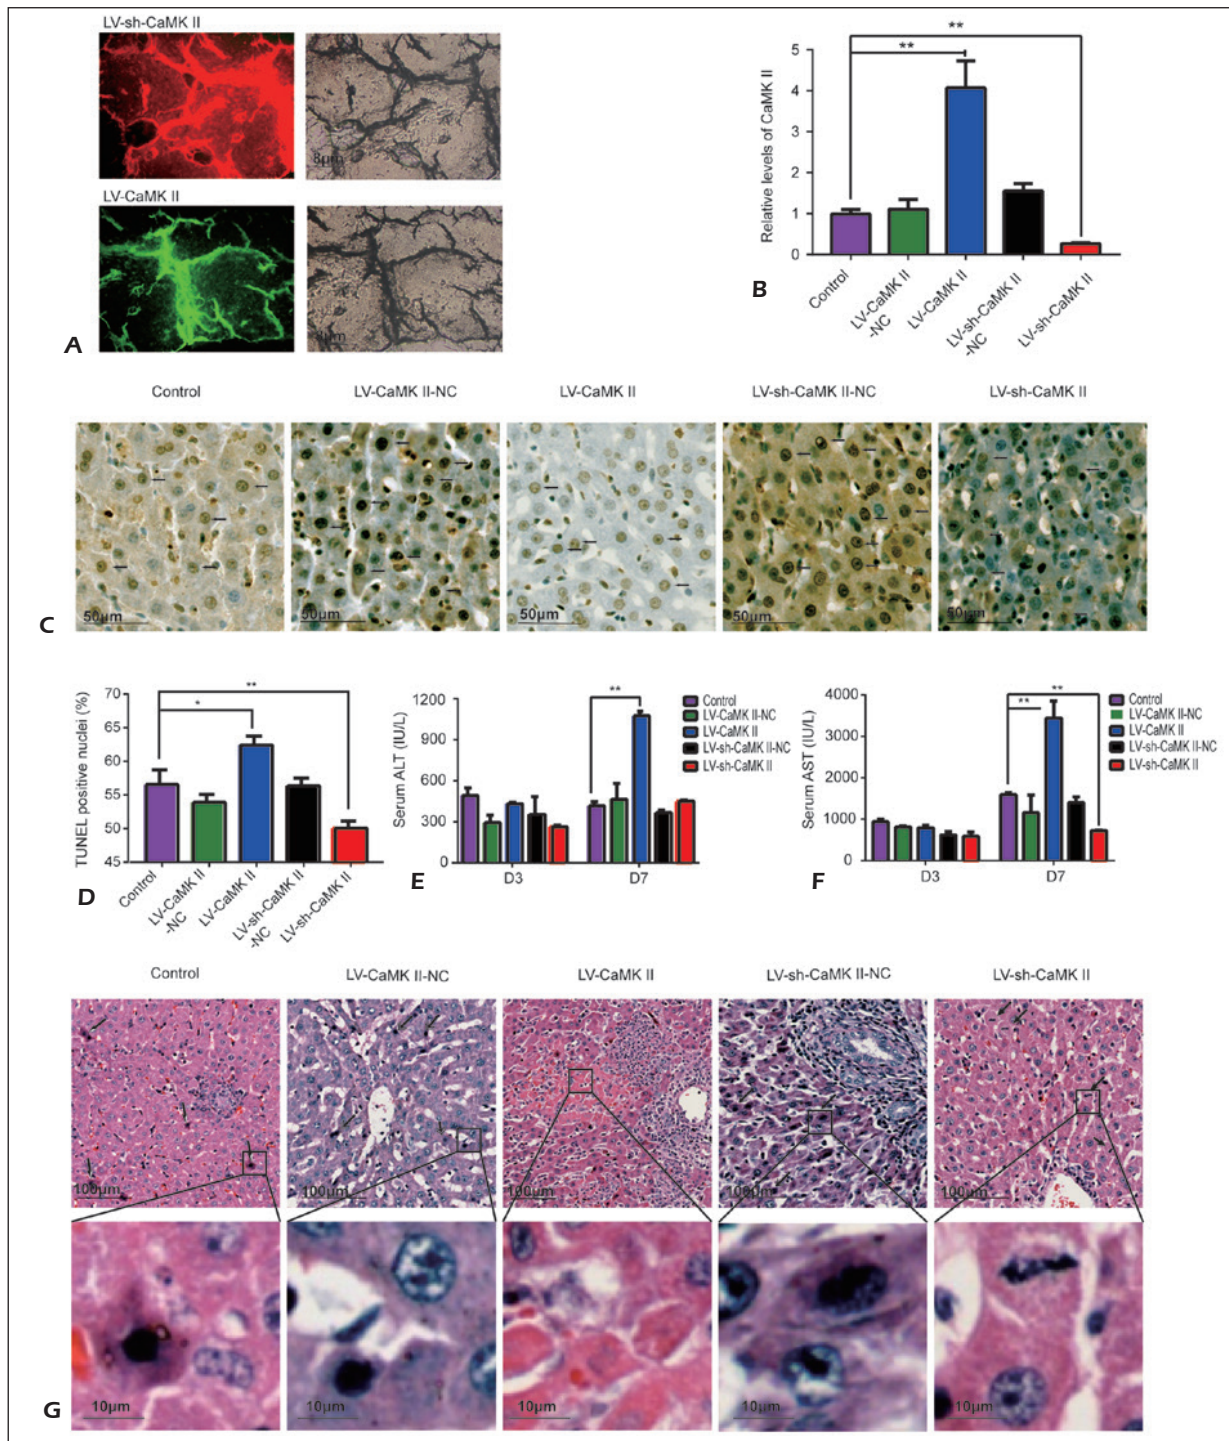 LV-sh-CaMK II
8μm
LV-CaMK II
A
**
**
5
4
3
2
1
0
Relative levels of CaMK II
Control
LV-CaMK II
-NC
LV-CaMK II
LV-sh-CaMK II
-NC
LV-sh-CaMK II
B
Control
LV-CaMK II-NC
LV-CaMK II
LV-sh-CaMK II-NC
LV-sh-CaMK II
50μm
50μm
50μm
50μm
50μm
C
TUNEL positive nuclei (%)
70
65
60
55
50
45
**
*
Control
LV-CaMK II
-NC
LV-CaMK II
LV-sh-CaMK II
-NC
LV-sh-CaMK II
D
Serum ALT (IU/L)
1200
900
600
300
0
**
D3
D7
Control
LV-CaMK II-NC
LV-CaMK II
LV-sh-CaMK II-NC
LV-sh-CaMK II
E
Serum AST (IU/L)
4000
3000
2000
1000
0
**
**
D3
D7
Control
LV-CaMK II-NC
LV-CaMK II
LV-sh-CaMK II-NC
LV-sh-CaMK II
F
Control
LV-CaMK II-NC
LV-CaMK II
LV-sh-CaMK II-NC
LV-sh-CaMK II
100μm
100μm
100μm
100μm
100μm
10μm
10μm
10μm
10μm
10μm
G